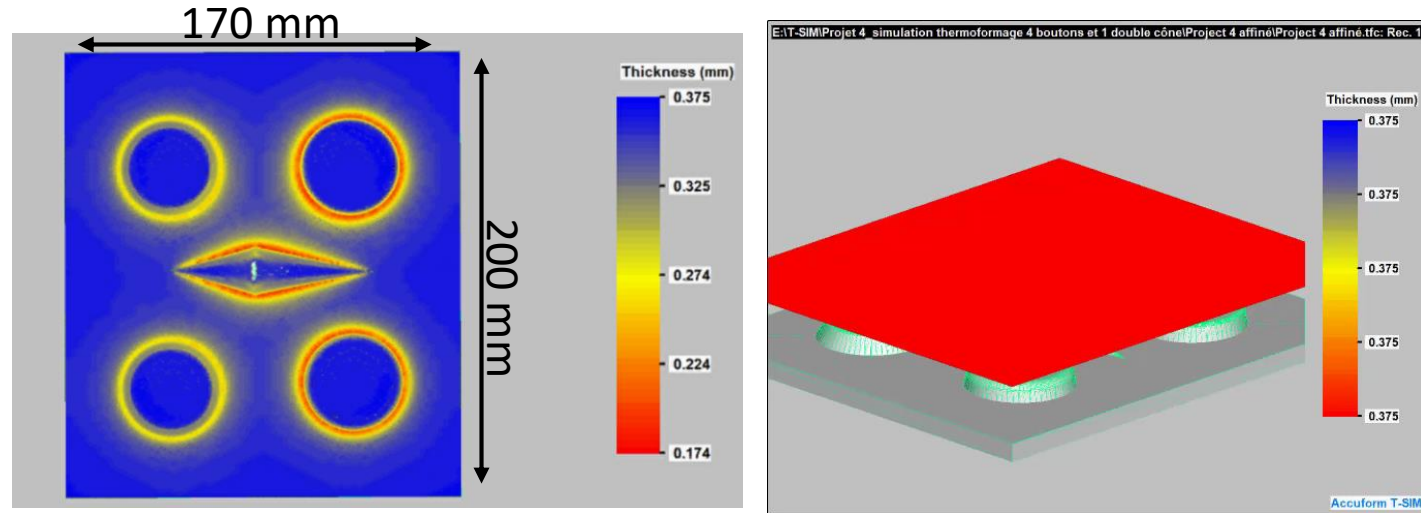 170 mm
Thickness (mm)
0.375
0.325
0.274
0.224
0.174
200 mm
E:\T-SIM\Projet 4_simulation thermoformage 4 boutons et 1 double cône\Project 4 affiné\Project 4 affiné.tfc: Rec. 1
Thickness (mm)
0.375
0.375
0.375
0.375
0.375
Accuform T-SIM